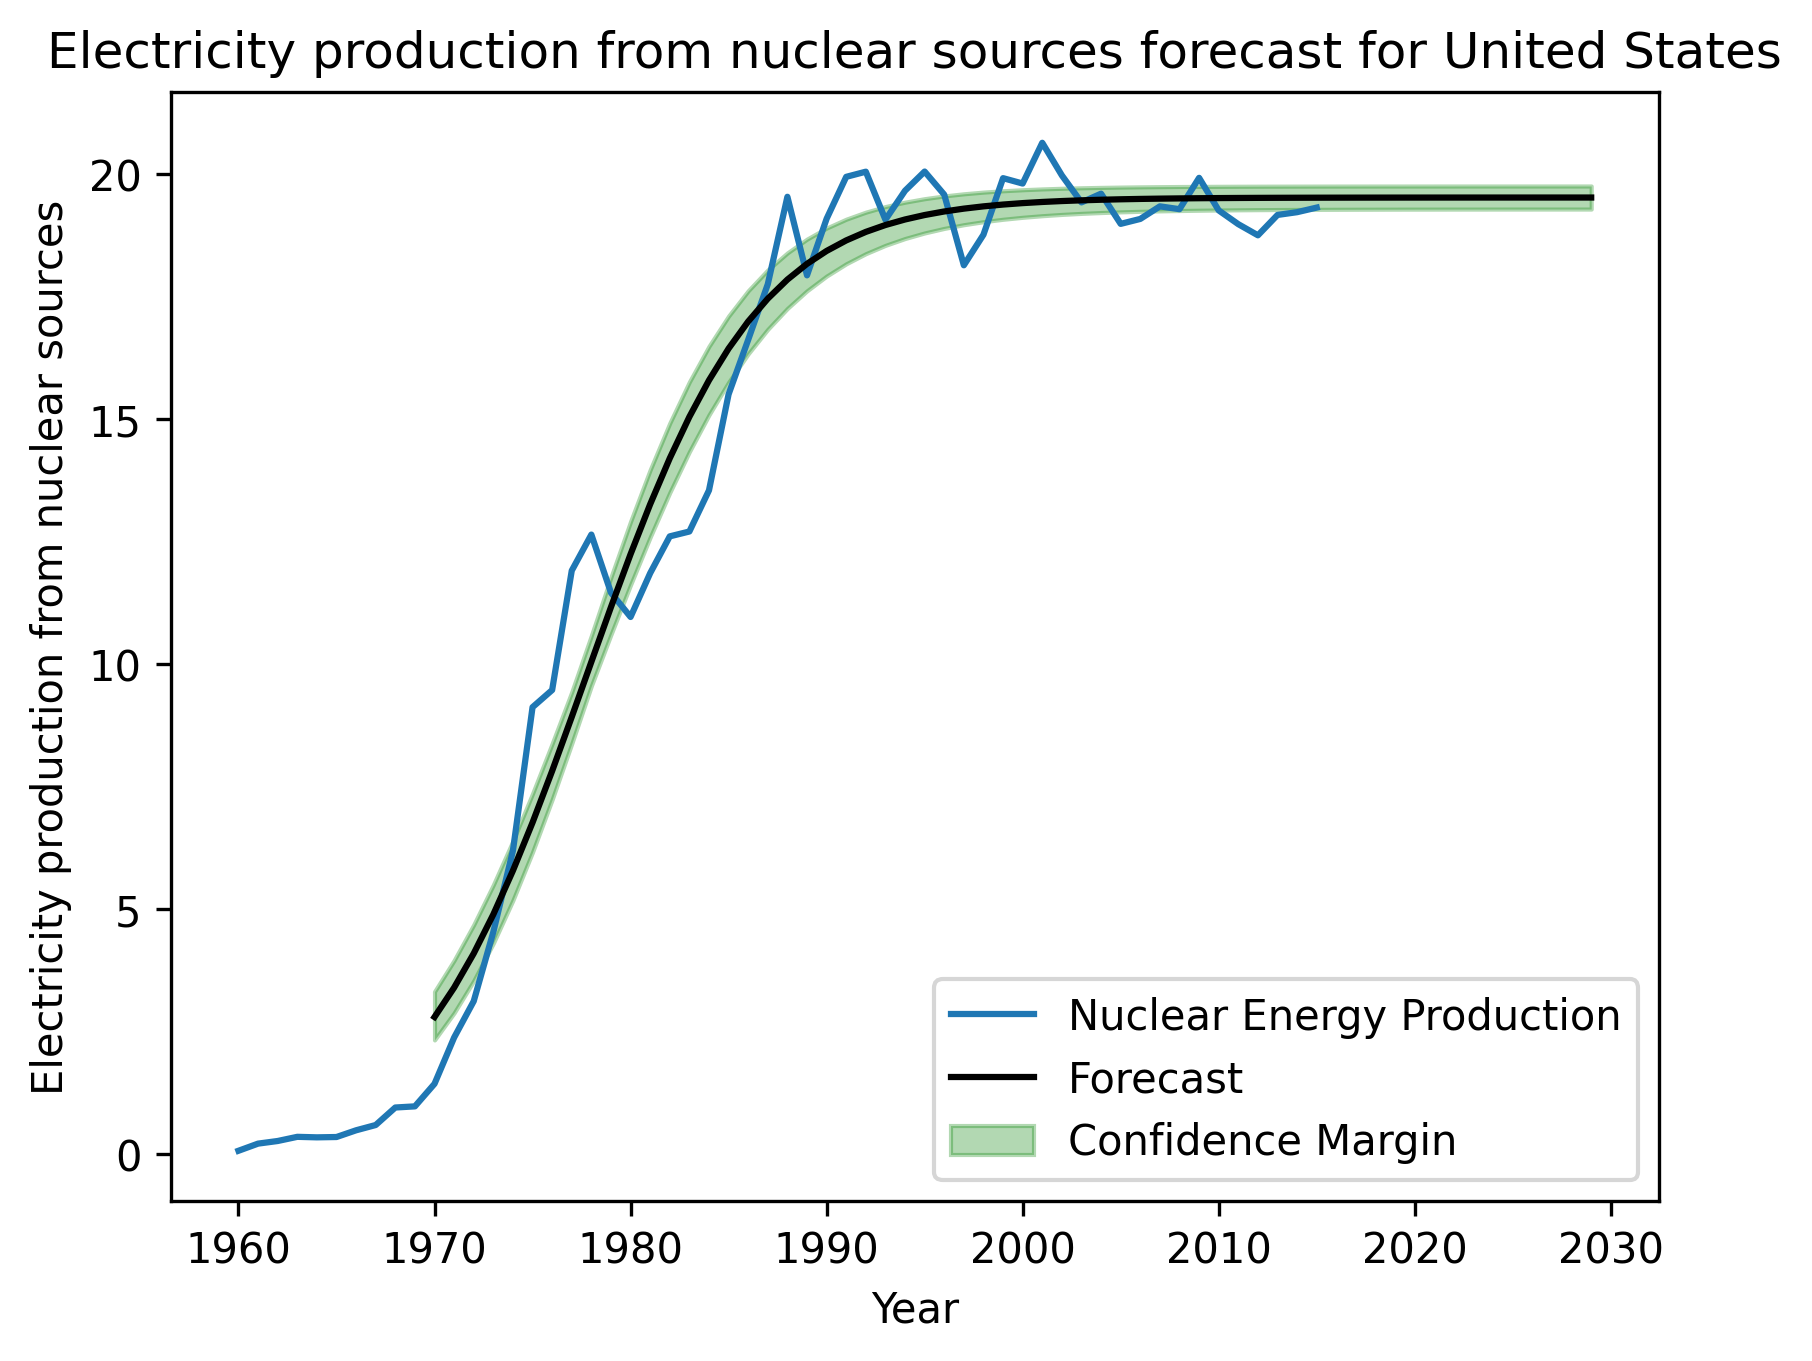 Electricity production from nuclear sources forecast for United States
Electricity production from nuclear sources
20
15
10
5
0
Nuclear Energy Production
Forecast
Confidence Margin
1960 1970 1980 1990 2000 2010 2020 2030
Year